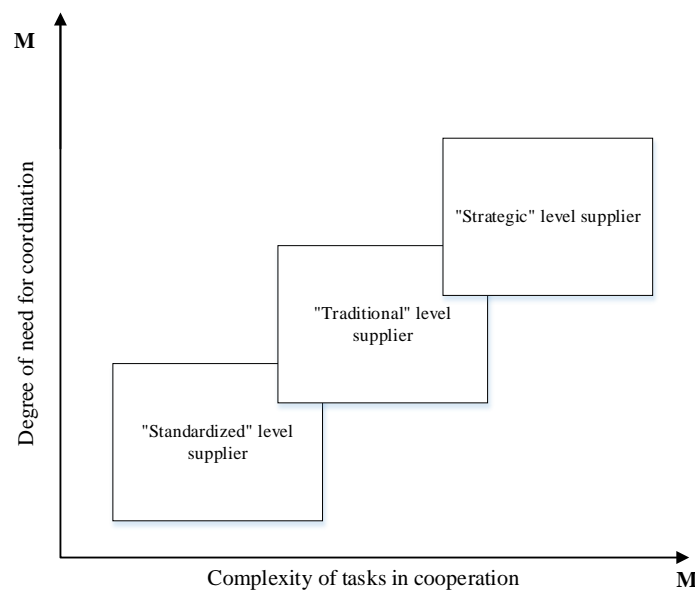 M
Degree of need for coordination
"Strategic" level supplier
"Traditional" level
supplier
"Standardized" level
supplier
Complexity of tasks in cooperation
M